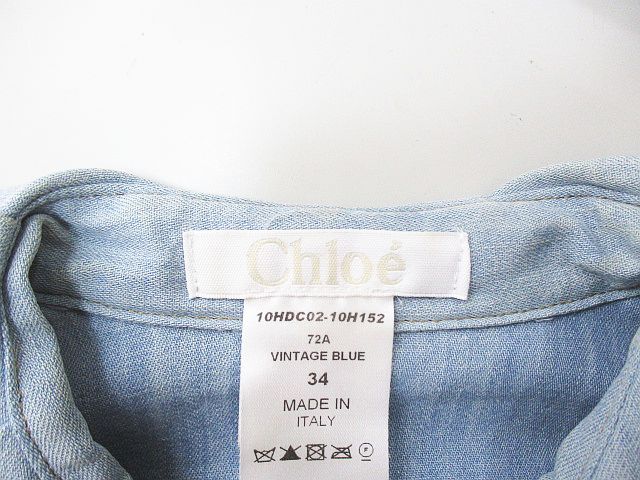 Chloé
10HDC02-10H152
72A
VINTAGE BLUE
34
MADE IN
ITALY